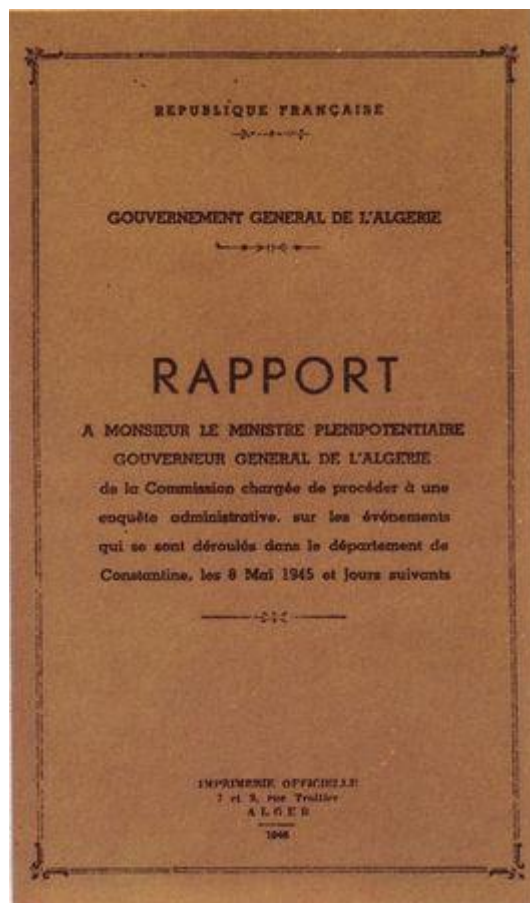 REPUBLIQUE FRANÇAISE
GOUVERNEMENT GENERAL DE L'ALGERIE
RAPPORT
A MONSIEUR LE MINISTRE PLENIPOTENTIAIRE
GOUVERNEUR GENERAL DE L'ALGERIE
de la Commission chargée de procéder à une
enquête administrative, sur les événements
qui se sont déroulés dans le département de
Constantine, les 8 Mai 1945 et jours suivants
IMPRIMERIE OFFICIELLE
7 et 9, rue Trollier
ALGER
1946